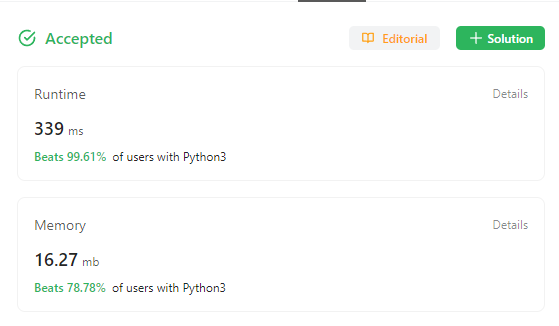 Accepted Editorial + Solution
Runtime Details
339 ms
Beats 99.61% of users with Python3
Memory Details
16.27 mb
Beats 78.78% of users with Python3